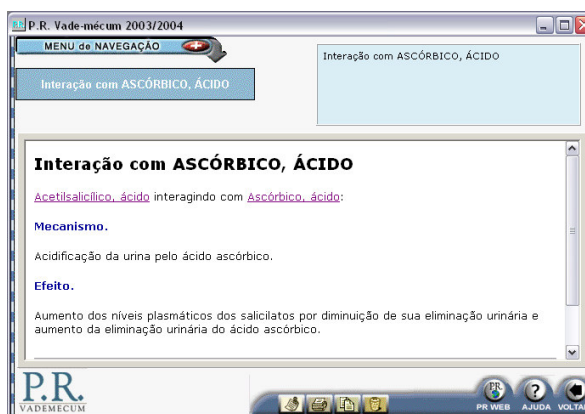 P.R. Vade-mécum 2003/2004
MENU de NAVEGAÇÃO
Interação com ASCÓRBICO, ÁCIDO
Interação com ASCÓRBICO, ÁCIDO
Interação com ASCÓRBICO, ÁCIDO
Acetilsalicílico, ácido interagindo com Ascórbico, ácido:
Mecanismo.
Acidificação da urina pelo ácido ascórbico.
Efeito.
Aumento dos níveis plasmáticos dos salicilatos por diminuição de sua eliminação urinária e
aumento da eliminação urinária do ácido ascórbico.
P.R.
VADEMECUM
PR
PR WEB AJUDA VOLTA